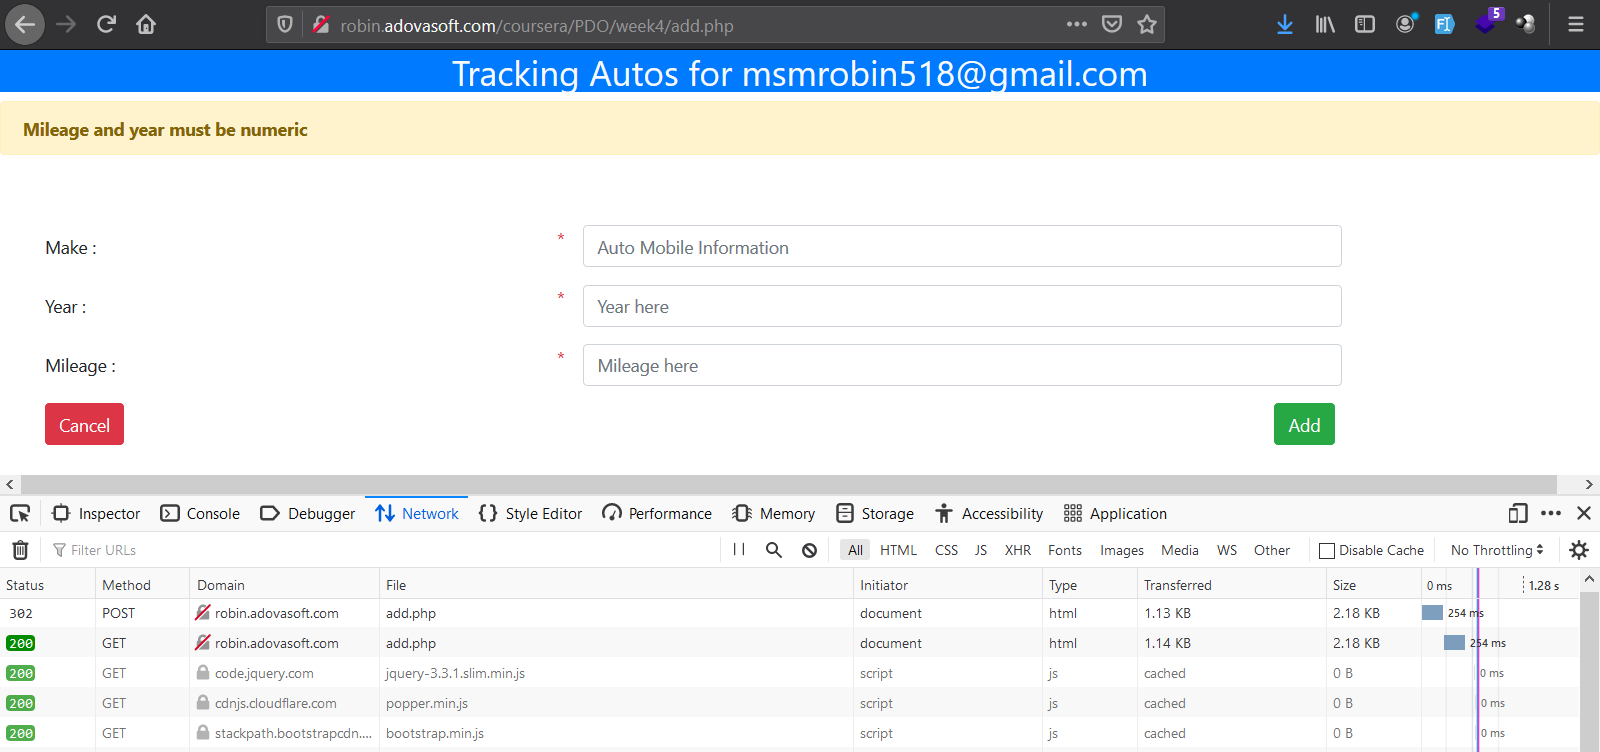 robin.adovasoft.com/coursera/PDO/week4/add.php
5
Tracking Autos for msmrobin518@gmail.com
Mileage and year must be numeric
Make : * Auto Mobile Information
Year : * Year here
Mileage : * Mileage here
Cancel Add
Inspector Console Debugger Network Style Editor Performance Memory Storage Accessibility Application
Filter URLs All HTML CSS JS XHR Fonts Images Media WS Other Disable Cache No Throttling
Status Method Domain File Initiator Type Transferred Size 0 ms 1.28 s
302 POST robin.adovasoft.com add.php document html 1.13 KB 2.18 KB 254 ms
200 GET robin.adovasoft.com add.php document html 1.14 KB 2.18 KB 254 ms
200 GET code.jquery.com jquery-3.3.1.slim.min.js script js cached 0 B 0 ms
200 GET cdnjs.cloudflare.com popper.min.js script js cached 0 B 0 ms
200 GET stackpath.bootstrapcdn.... bootstrap.min.js script js cached 0 B 0 ms